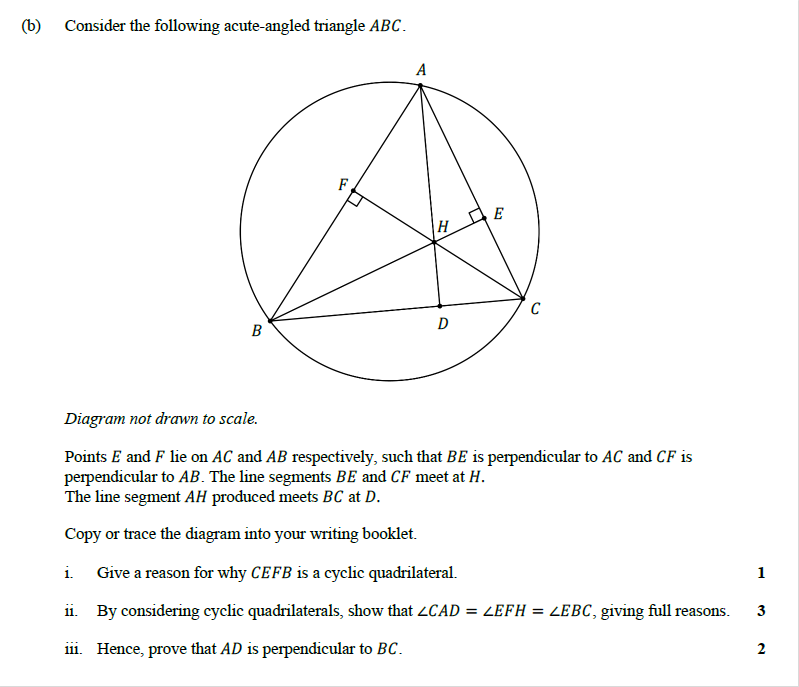 (b) Consider the following acute-angled triangle ABC.
A
F
E
H
C
D
B
Diagram not drawn to scale.
Points E and F lie on AC and AB respectively, such that BE is perpendicular to AC and CF is
perpendicular to AB. The line segments BE and CF meet at H.
The line segment AH produced meets BC at D.
Copy or trace the diagram into your writing booklet.
i. Give a reason for why CEFB is a cyclic quadrilateral. 1
ii. By considering cyclic quadrilaterals, show that ∠CAD = ∠EFH = ∠EBC, giving full reasons. 3
iii. Hence, prove that AD is perpendicular to BC. 2